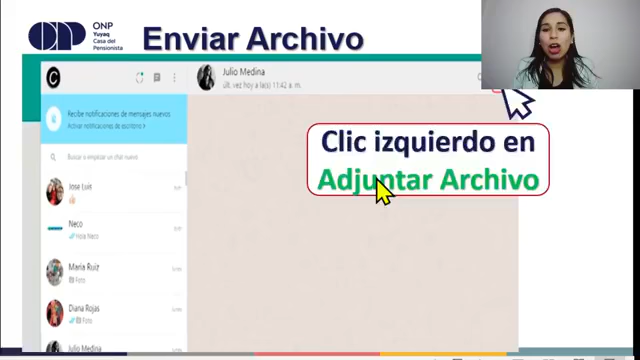 ONP
ONP
Yuyaq
Casa del
Pensionista
Enviar Archivo
Julio Medina
últ. vez hoy a la(s) 11:42 a. m.
Recibe notificaciones de mensajes nuevos
Activar notificaciones de escritorio >
Buscar o empezar un chat nuevo
Jose Luis
Neco
Hola Neco
Maria Ruiz
Foto
Diana Rojas
Foto
Julio Medina
Clic izquierdo en
Adjuntar Archivo